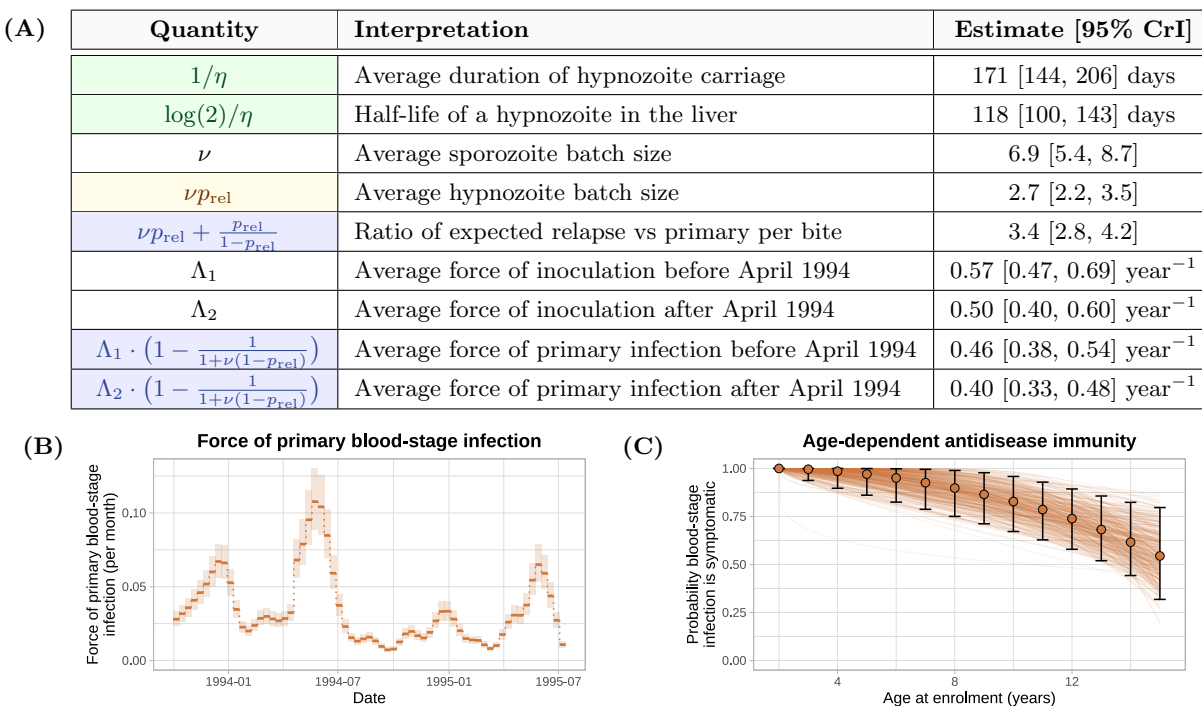 (A)
Quantity Interpretation Estimate [95% CrI]
1/η Average duration of hypnozoite carriage 171 [144, 206] days
log(2)/η Half-life of a hypnozoite in the liver 118 [100, 143] days
ν Average sporozoite batch size 6.9 [5.4, 8.7]
νp_rel Average hypnozoite batch size 2.7 [2.2, 3.5]
νp_rel + p_rel/(1−p_rel) Ratio of expected relapse vs primary per bite 3.4 [2.8, 4.2]
Λ₁ Average force of inoculation before April 1994 0.57 [0.47, 0.69] year⁻¹
Λ₂ Average force of inoculation after April 1994 0.50 [0.40, 0.60] year⁻¹
Λ₁ · (1 − 1/(1+ν(1−p_rel))) Average force of primary infection before April 1994 0.46 [0.38, 0.54] year⁻¹
Λ₂ · (1 − 1/(1+ν(1−p_rel))) Average force of primary infection after April 1994 0.40 [0.33, 0.48] year⁻¹
(B)
Force of primary blood-stage infection
Force of primary blood-stage
infection (per month)
0.10
0.05
0.00
1994-01 1994-07 1995-01 1995-07
Date
(C)
Age-dependent antidisease immunity
Probability blood-stage
infection is symptomatic
1.00
0.75
0.50
0.25
0.00
4 8 12
Age at enrolment (years)